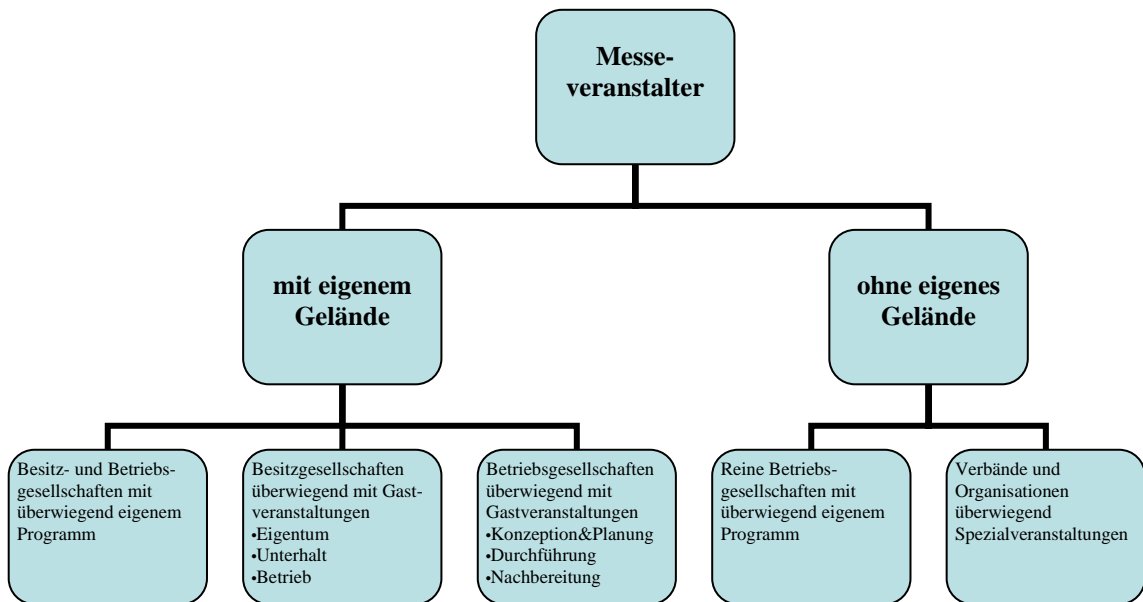 Messe-
veranstalter
mit eigenem
Gelände
ohne eigenes
Gelände
Besitz- und Betriebs-
gesellschaften mit
überwiegend eigenem
Programm
Besitzgesellschaften
überwiegend mit Gast-
veranstaltungen
•Eigentum
•Unterhalt
•Betrieb
Betriebsgesellschaften
überwiegend mit
Gastveranstaltungen
•Konzeption&Planung
•Durchführung
•Nachbereitung
Reine Betriebs-
gesellschaften mit
überwiegend eigenem
Programm
Verbände und
Organisationen
überwiegend
Spezialveranstaltungen